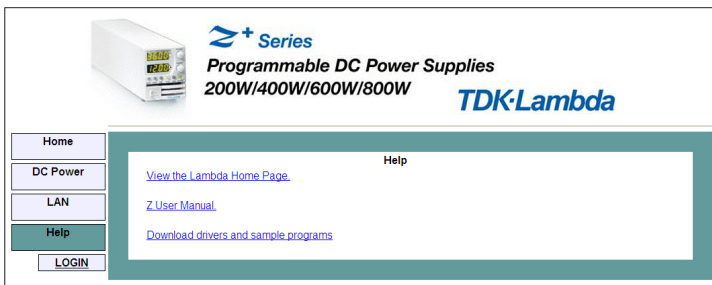 Z+ Series
Programmable DC Power Supplies
200W/400W/600W/800W
TDK·Lambda
Home
DC Power
LAN
Help
LOGIN
Help
View the Lambda Home Page.
Z User Manual.
Download drivers and sample programs